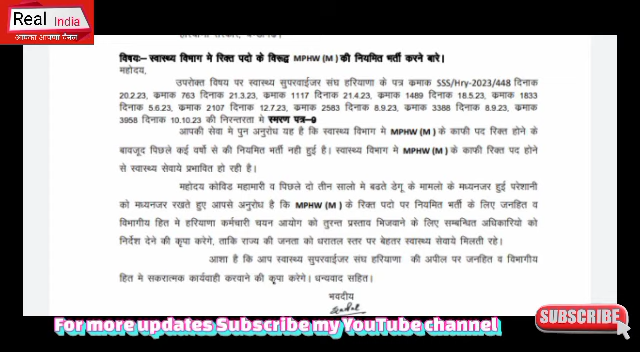 Real India
आपका अपणा चैनल
विषयः– स्वास्थ्य विभाग मे रिक्त पदो के विरूद्ध MPHW (M) की नियमित भर्ती करने बारे।
महोदय,
उपरोक्त विषय पर स्वास्थ्य सुपरवाईजर संघ हरियाणा के पत्र क्रमाक SSS/Hry-2023/448 दिनाक
20.2.23, क्रमाक 763 दिनाक 21.3.23, क्रमाक 1117 दिनाक 21.4.23, क्रमाक 1489 दिनाक 18.5.23, क्रमाक 1833
दिनाक 5.6.23, क्रमाक 2107 दिनाक 12.7.23, क्रमाक 2583 दिनाक 8.9.23, क्रमाक 3388 दिनाक 8.9.23, क्रमाक
3958 दिनाक 10.10.23 की निरन्तरता मे स्मरण पत्र-9
आपकी सेवा मे पुन अनुरोध यह है कि स्वास्थ्य विभाग मे MPHW (M) के काफी पद रिक्त होने के
बावजूद पिछले कई वर्षो से की नियमित भर्ती नही हुई है। स्वास्थ्य विभाग मे MPHW (M) के काफी रिक्त पद होने
से स्वास्थ्य सेवाये प्रभावित हो रही है।
महोदय कोविड महामारी व पिछले दो तीन सालो मे बढते डेगू के मामलो के मध्यनजर हुई परेशानी
को मध्यनजर रखते हुए आपसे अनुरोध है कि MPHW (M) के रिक्त पदो पर नियमित भर्ती के लिए जनहित व
विभागीय हित मे हरियाणा कर्मचारी चयन आयोग को तुरन्त प्रस्ताव भिजवाने के लिए सम्बन्धित अधिकारियो को
निर्देश देने की कृपा करेगे, ताकि राज्य की जनता को धरातल स्तर पर बेहतर स्वास्थ्य सेवाये मिलती रहे।
आशा है कि आप स्वास्थ्य सुपरवाईजर संघ हरियाणा की अपील पर जनहित व विभागीय
हित मे सकरात्मक कार्यवाही करवाने की कृपा करेगे। धन्यवाद सहित।
भवदीय
For more updates Subscribe my YouTube channel
SUBSCRIBE